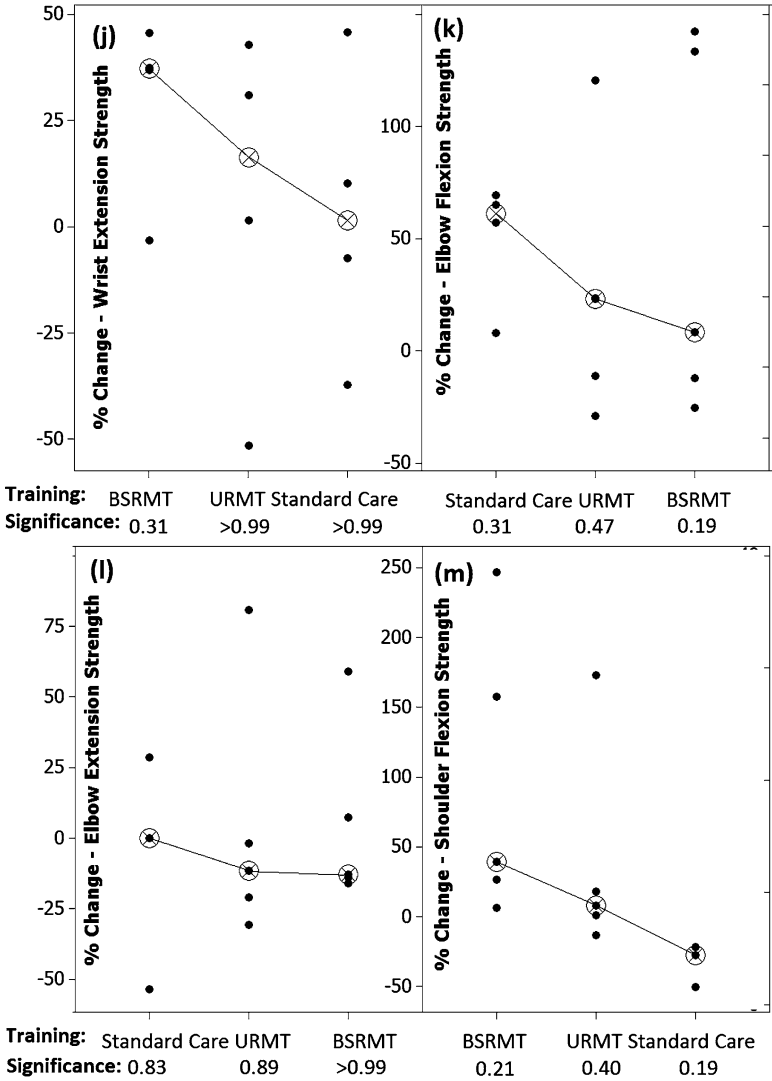 (j)
% Change - Wrist Extension Strength
50
25
0
-25
-50
(k)
% Change - Elbow Flexion Strength
100
50
0
-50
Training: BSRMT URMT Standard Care Standard Care URMT BSRMT
Significance: 0.31 >0.99 >0.99 0.31 0.47 0.19
(l)
% Change - Elbow Extension Strength
75
50
25
0
-25
-50
(m)
% Change - Shoulder Flexion Strength
250
200
150
100
50
0
-50
Training: Standard Care URMT BSRMT BSRMT URMT Standard Care
Significance: 0.83 0.89 >0.99 0.21 0.40 0.19